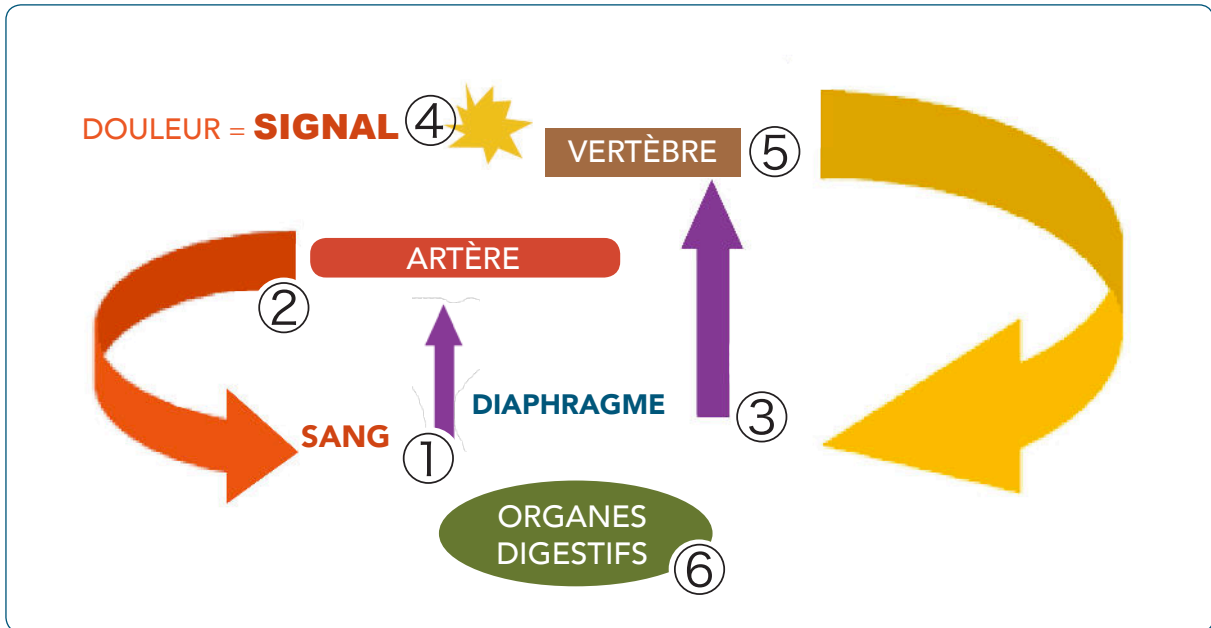 DOULEUR = SIGNAL ④
VERTÈBRE ⑤
ARTÈRE
②
DIAPHRAGME
③
SANG ①
ORGANES
DIGESTIFS ⑥